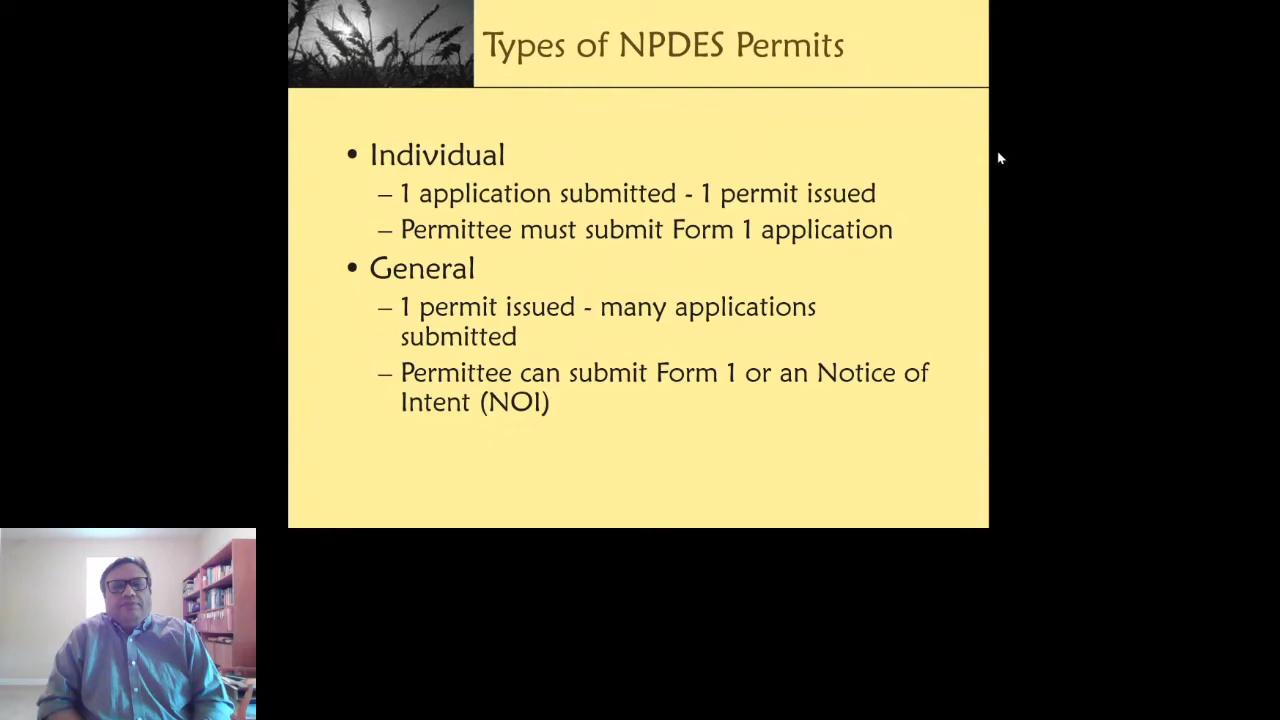 Types of NPDES Permits
• Individual
– 1 application submitted - 1 permit issued
– Permittee must submit Form 1 application
• General
– 1 permit issued - many applications
submitted
– Permittee can submit Form 1 or an Notice of
Intent (NOI)